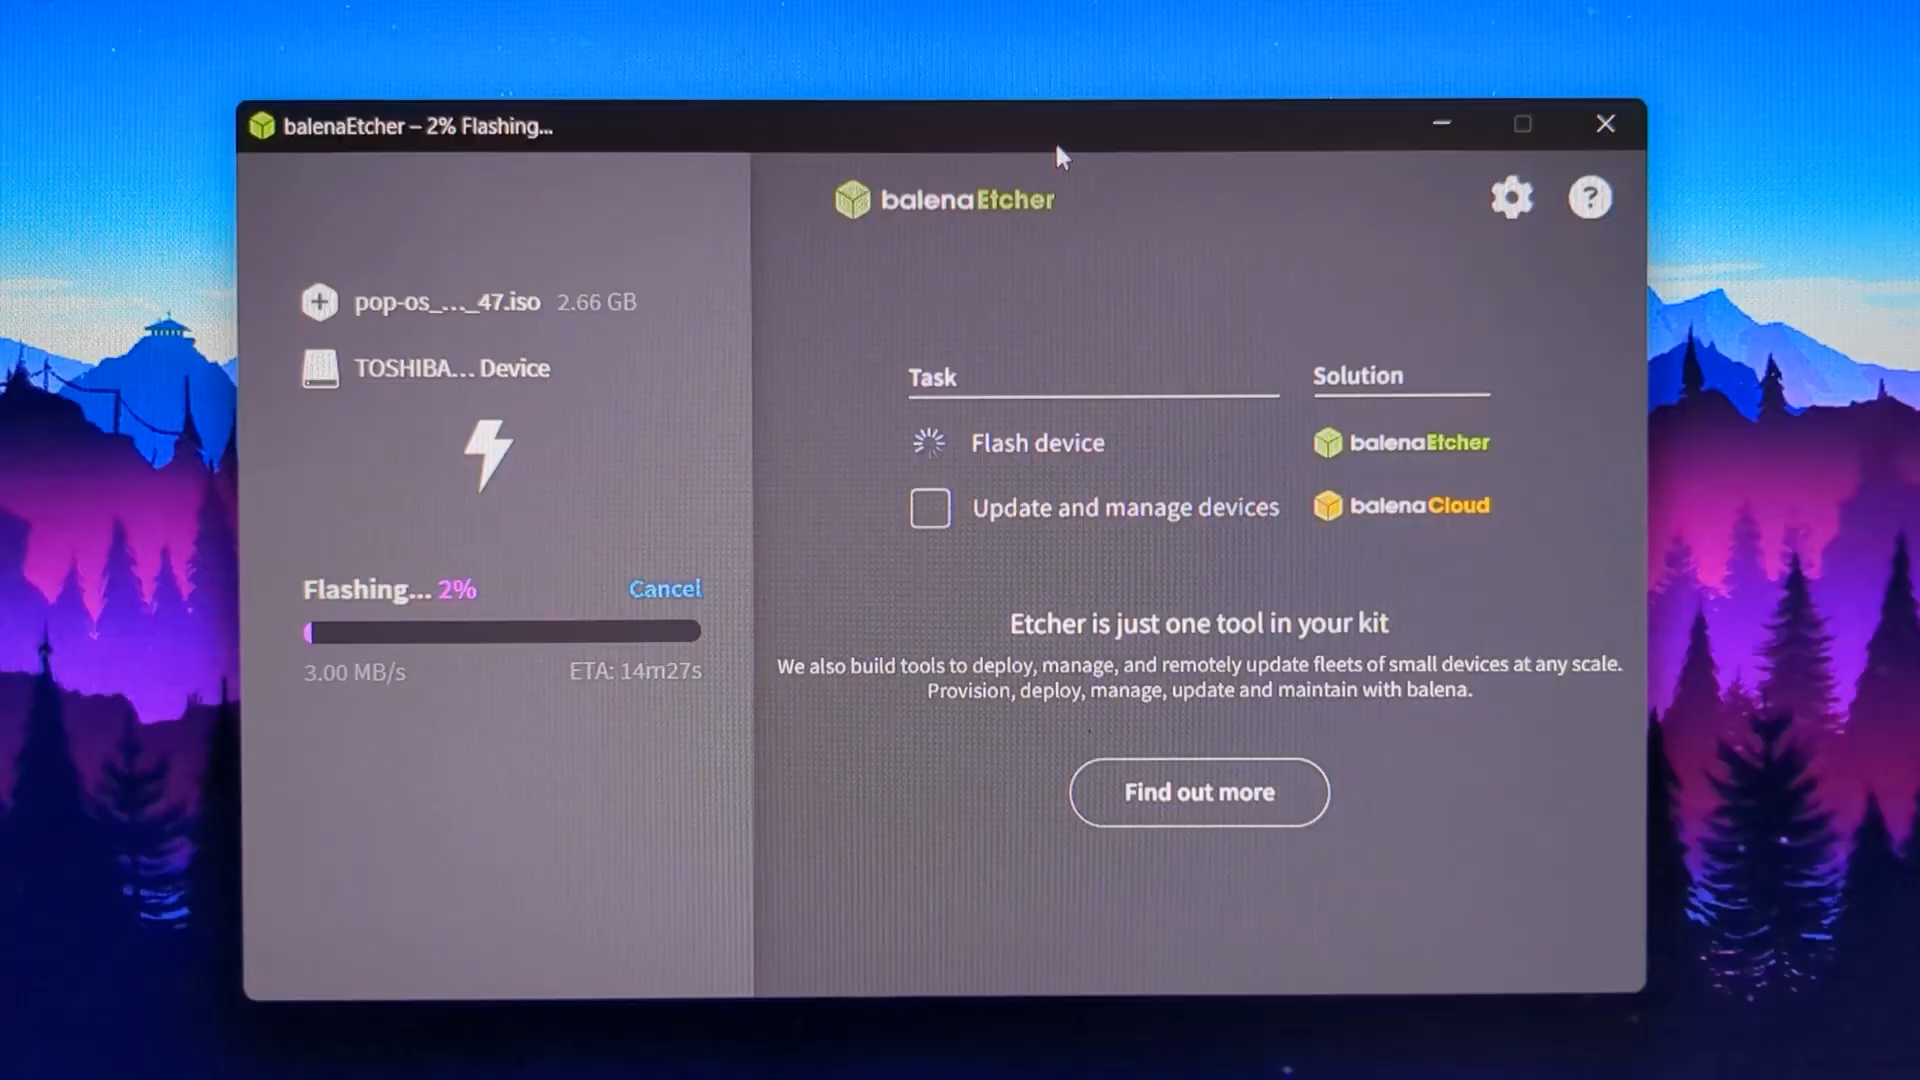 balenaEtcher – 2% Flashing...
balenaEtcher
?
pop-os_..._47.iso 2.66 GB
TOSHIBA... Device
Task Solution
Flash device balenaEtcher
Update and manage devices balenaCloud
Flashing... 2% Cancel
3.00 MB/s ETA: 14m27s
Etcher is just one tool in your kit
We also build tools to deploy, manage, and remotely update fleets of small devices at any scale.
Provision, deploy, manage, update and maintain with balena.
Find out more